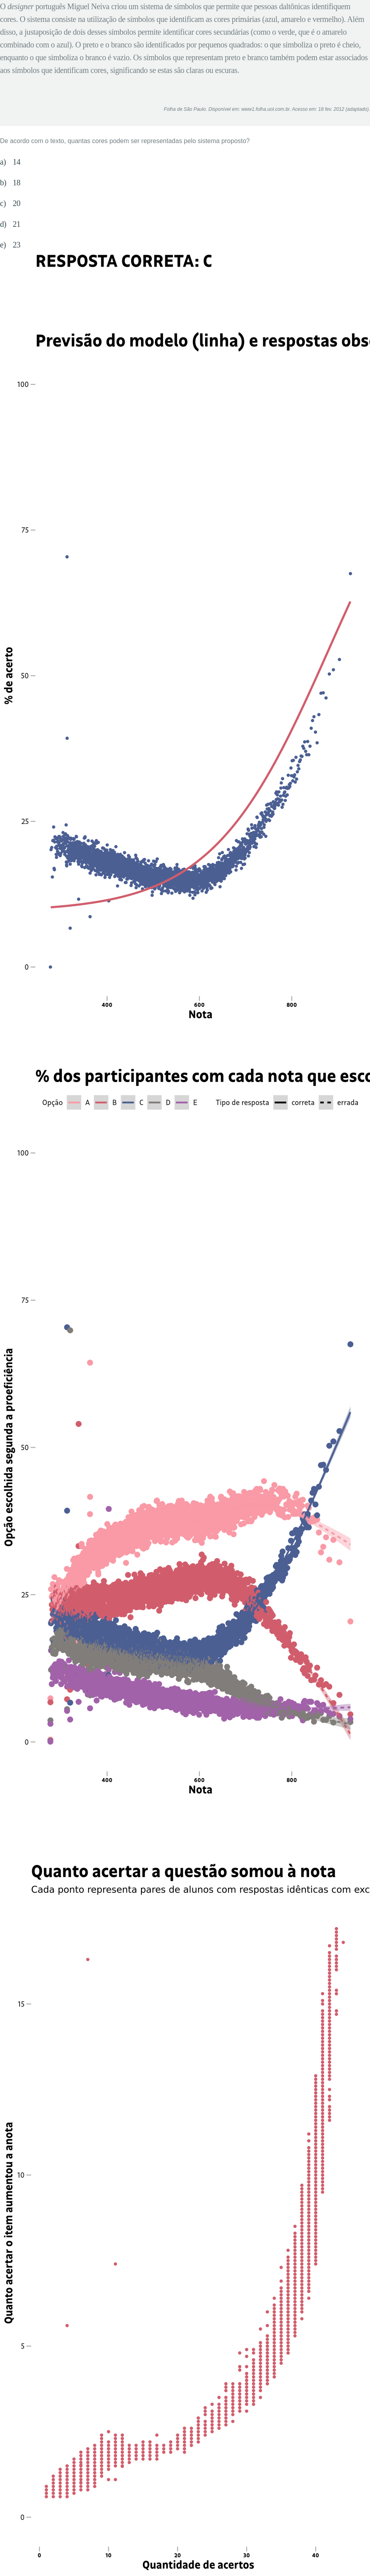 O designer português Miguel Neiva criou um sistema de símbolos que permite que pessoas daltônicas identifiquem
cores. O sistema consiste na utilização de símbolos que identificam as cores primárias (azul, amarelo e vermelho). Além
disso, a justaposição de dois desses símbolos permite identificar cores secundárias (como o verde, que é o amarelo
combinado com o azul). O preto e o branco são identificados por pequenos quadrados: o que simboliza o preto é cheio,
enquanto o que simboliza o branco é vazio. Os símbolos que representam preto e branco também podem estar associados
aos símbolos que identificam cores, significando se estas são claras ou escuras.
Folha de São Paulo. Disponível em: www1.folha.uol.com.br. Acesso em: 18 fev. 2012 (adaptado).
De acordo com o texto, quantas cores podem ser representadas pelo sistema proposto?
a) 14
b) 18
c) 20
d) 21
e) 23
RESPOSTA CORRETA: C
Previsão do modelo (linha) e respostas obs
100
75
50
25
0
% de acerto
400 600 800
Nota
% dos participantes com cada nota que esco
Opção A B C D E Tipo de resposta correta errada
100
75
50
25
0
Opção escolhida segunda a proeficiência
400 600 800
Nota
Quanto acertar a questão somou à nota
Cada ponto representa pares de alunos com respostas idênticas com exc
15
10
5
0
Quanto acertar o item aumentou a anota
0 10 20 30 40
Quantidade de acertos